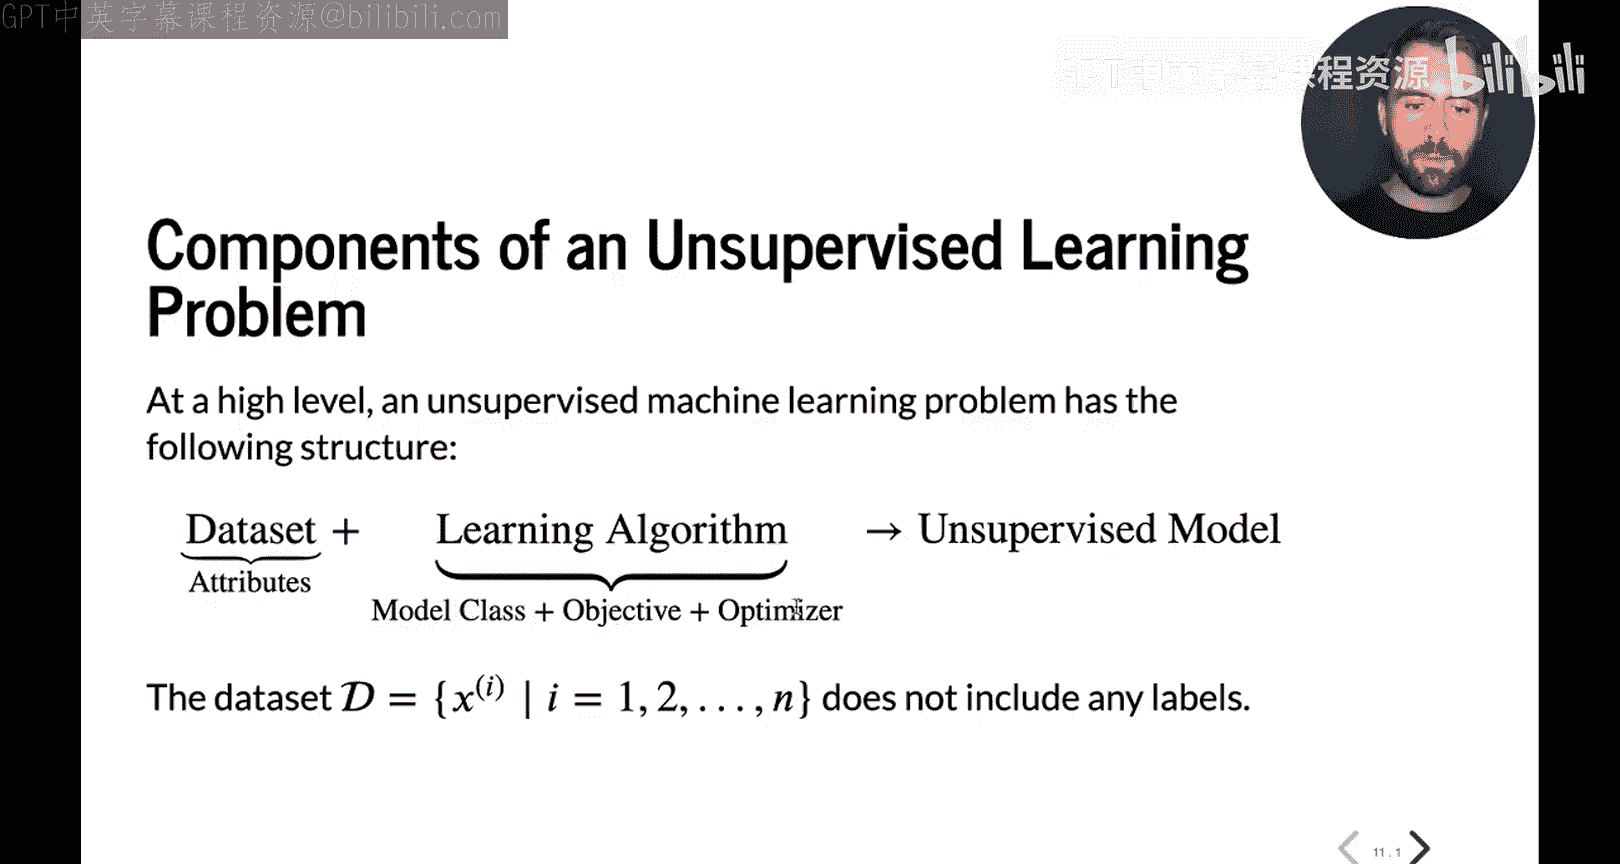 GPT中英字幕课程资源@bilibili.com
课程资源 bilibili
Components of an Unsupervised Learning
Problem
At a high level, an unsupervised machine learning problem has the
following structure:
Dataset + Learning Algorithm → Unsupervised Model
Attributes
Model Class + Objective + Optimizer
The dataset 𝒟 = {x⁽ⁱ⁾ | i = 1, 2, . . . , n} does not include any labels.
11.1